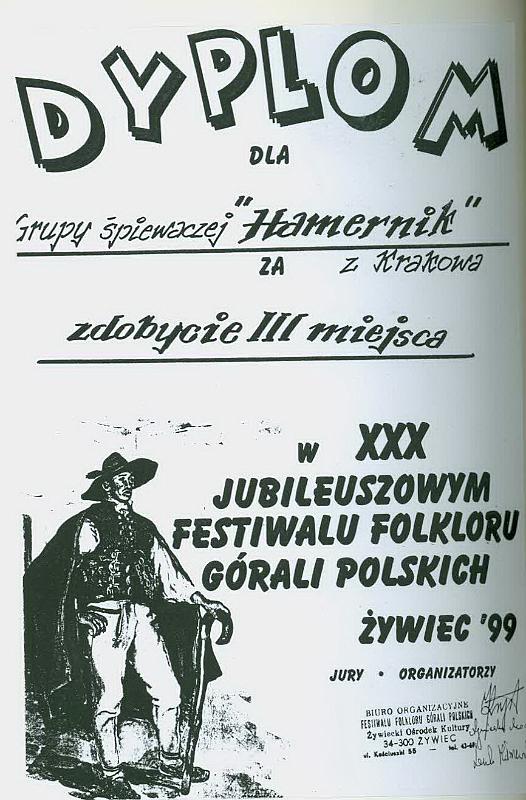 DYPLOM
DLA
Grupy śpiewaczej "Hamernik"
ZA z Krakowa
zdobycie III miejsca
w XXX
JUBILEUSZOWYM
FESTIWALU FOLKLORU
GÓRALI POLSKICH
ŻYWIEC '99
JURY • ORGANIZATORZY
BIURO ORGANIZACYJNE
FESTIWALU FOLKLORU GÓRALI POLSKICH
Żywiecki Ośrodek Kultury
34-300 ŻYWIEC
ul. Kościuszki 55 — tel.